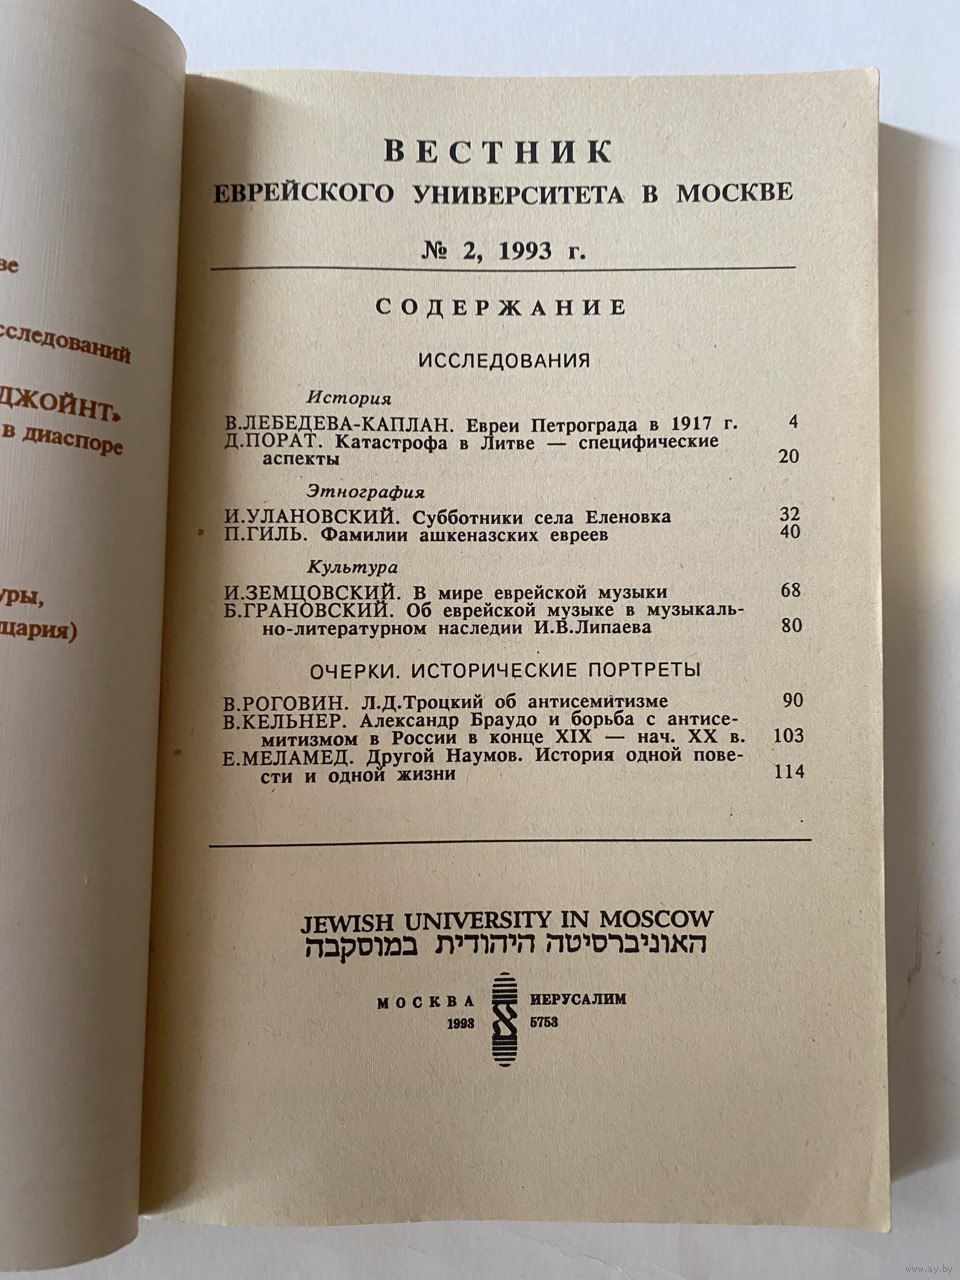 ве
сследований
ДЖОЙНТ»
в диаспоре
уры,
цария)
ВЕСТНИК
ЕВРЕЙСКОГО УНИВЕРСИТЕТА В МОСКВЕ
№ 2, 1993 г.
СОДЕРЖАНИЕ
ИССЛЕДОВАНИЯ
История
В.ЛЕБЕДЕВА-КАПЛАН. Евреи Петрограда в 1917 г. 4
Д.ПОРАТ. Катастрофа в Литве — специфические
аспекты 20
Этнография
И.УЛАНОВСКИЙ. Субботники села Еленовка 32
П.ГИЛЬ. Фамилии ашкеназских евреев 40
Культура
И.ЗЕМЦОВСКИЙ. В мире еврейской музыки 68
Б.ГРАНОВСКИЙ. Об еврейской музыке в музыкаль-
но-литературном наследии И.В.Липаева 80
ОЧЕРКИ. ИСТОРИЧЕСКИЕ ПОРТРЕТЫ
В.РОГОВИН. Л.Д.Троцкий об антисемитизме 90
В.КЕЛЬНЕР. Александр Браудо и борьба с антисе-
митизмом в России в конце XIX — нач. XX в. 103
Е.МЕЛАМЕД. Другой Наумов. История одной пове-
сти и одной жизни 114
JEWISH UNIVERSITY IN MOSCOW
האוניברסיטה היהודית במוסקבה
МОСКВА ИЕРУСАЛИМ
1993 א 5753
www.ay.by